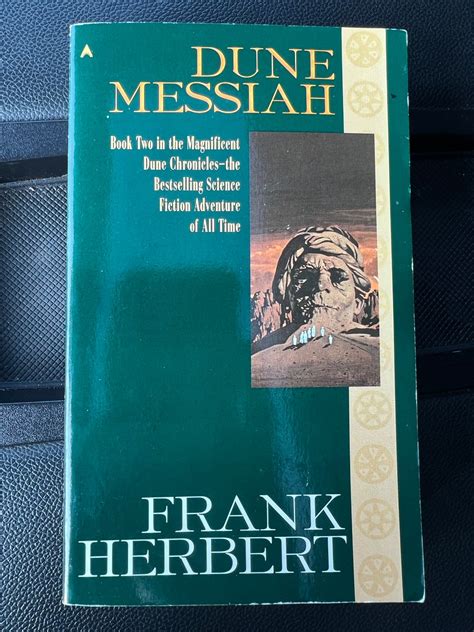 DUNE
MESSIAH
Book Two in the Magnificent
Dune Chronicles–the
Bestselling Science
Fiction Adventure
of All Time
FRANK
HERBERT